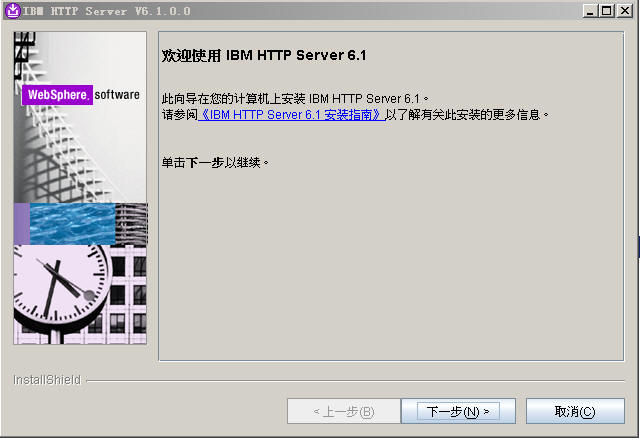 IBM HTTP Server V6.1.0.0
WebSphere. software
欢迎使用 IBM HTTP Server 6.1
此向导在您的计算机上安装 IBM HTTP Server 6.1。
请参阅《IBM HTTP Server 6.1 安装指南》以了解有关此安装的更多信息。
单击下一步以继续。
InstallShield
< 上一步(B)
下一步(N) >
取消(C)